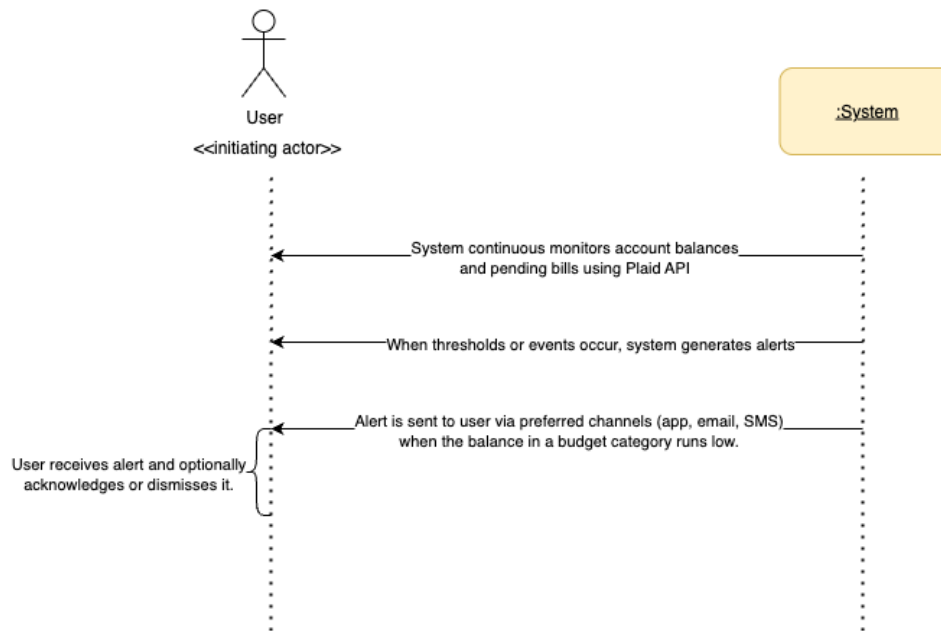 User
<<initiating actor>>
:System
System continuous monitors account balances
and pending bills using Plaid API
When thresholds or events occur, system generates alerts
Alert is sent to user via preferred channels (app, email, SMS)
when the balance in a budget category runs low.
User receives alert and optionally
acknowledges or dismisses it.